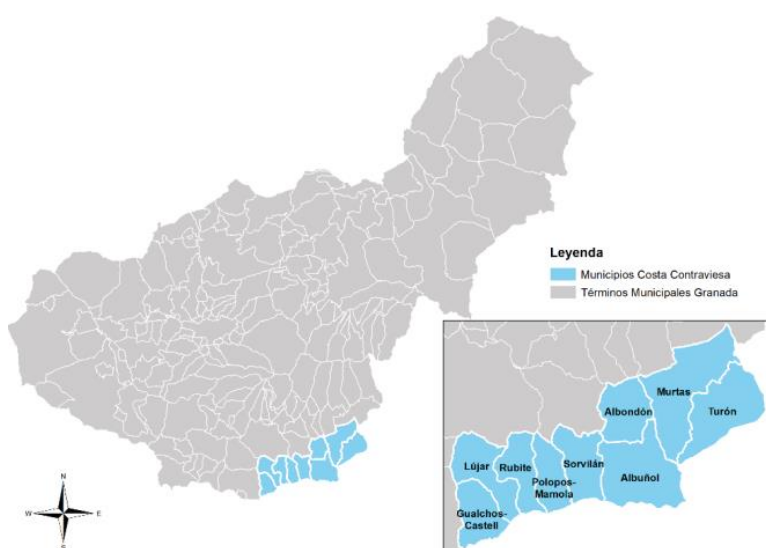 Leyenda
Municipios Costa Contraviesa
Términos Municipales Granada
Murtas
Albondón
Turón
Lújar
Rubite
Sorvilán
Albuñol
Polopos-
Mamola
Gualchos-
Castell
N
W
E
S